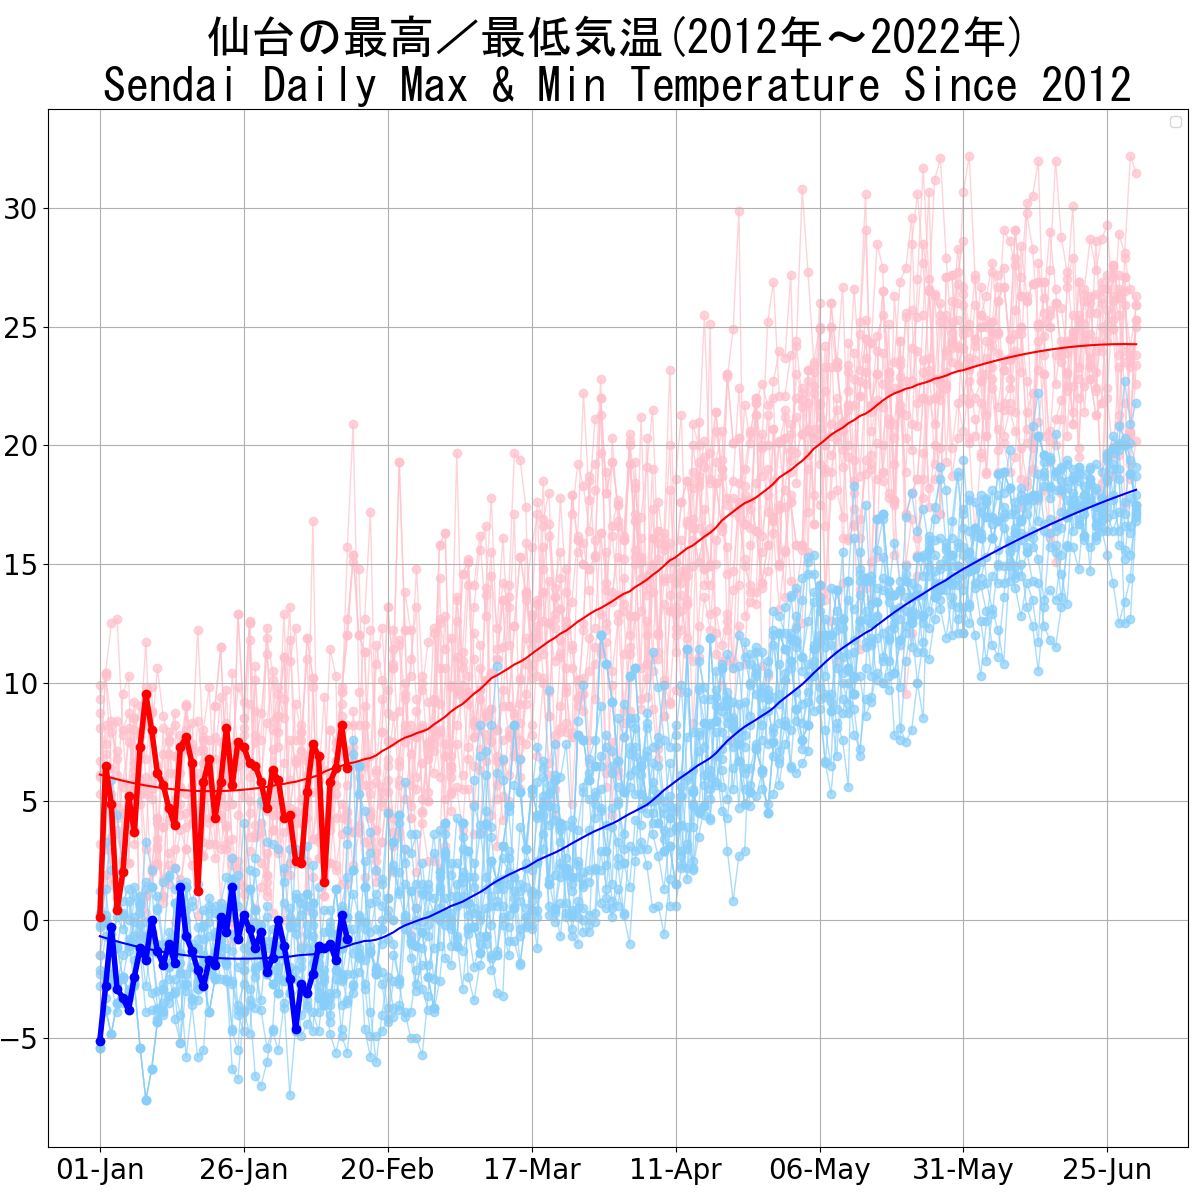 仙台の最高／最低気温(2012年～2022年)
Sendai Daily Max & Min Temperature Since 2012
30
25
20
15
10
5
0
−5
01-Jan 26-Jan 20-Feb 17-Mar 11-Apr 06-May 31-May 25-Jun